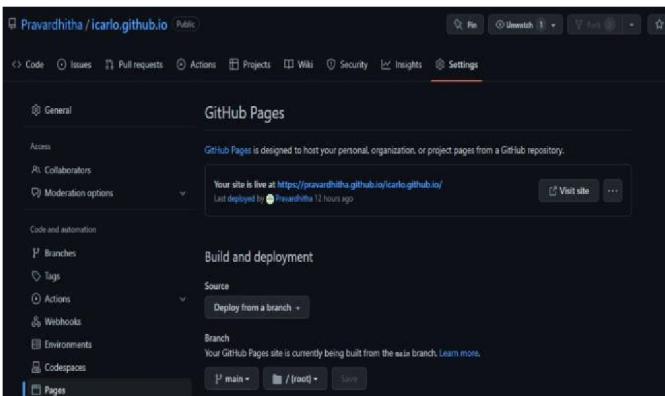 Pravardhitha / icarlo.github.io Public
Pin Unwatch 1 Fork
Code Issues Pull requests Actions Projects Wiki Security Insights Settings
General
Access
Collaborators
Moderation options
Code and automation
Branches
Tags
Actions
Webhooks
Environments
Codespaces
Pages
GitHub Pages
GitHub Pages is designed to host your personal, organization, or project pages from a GitHub repository.
Your site is live at https://pravardhitha.github.io/icarlo.github.io/
Last deployed by Pravardhitha 12 hours ago
Visit site
Build and deployment
Source
Deploy from a branch
Branch
Your GitHub Pages site is currently being built from the main branch. Learn more.
main / (root) Save